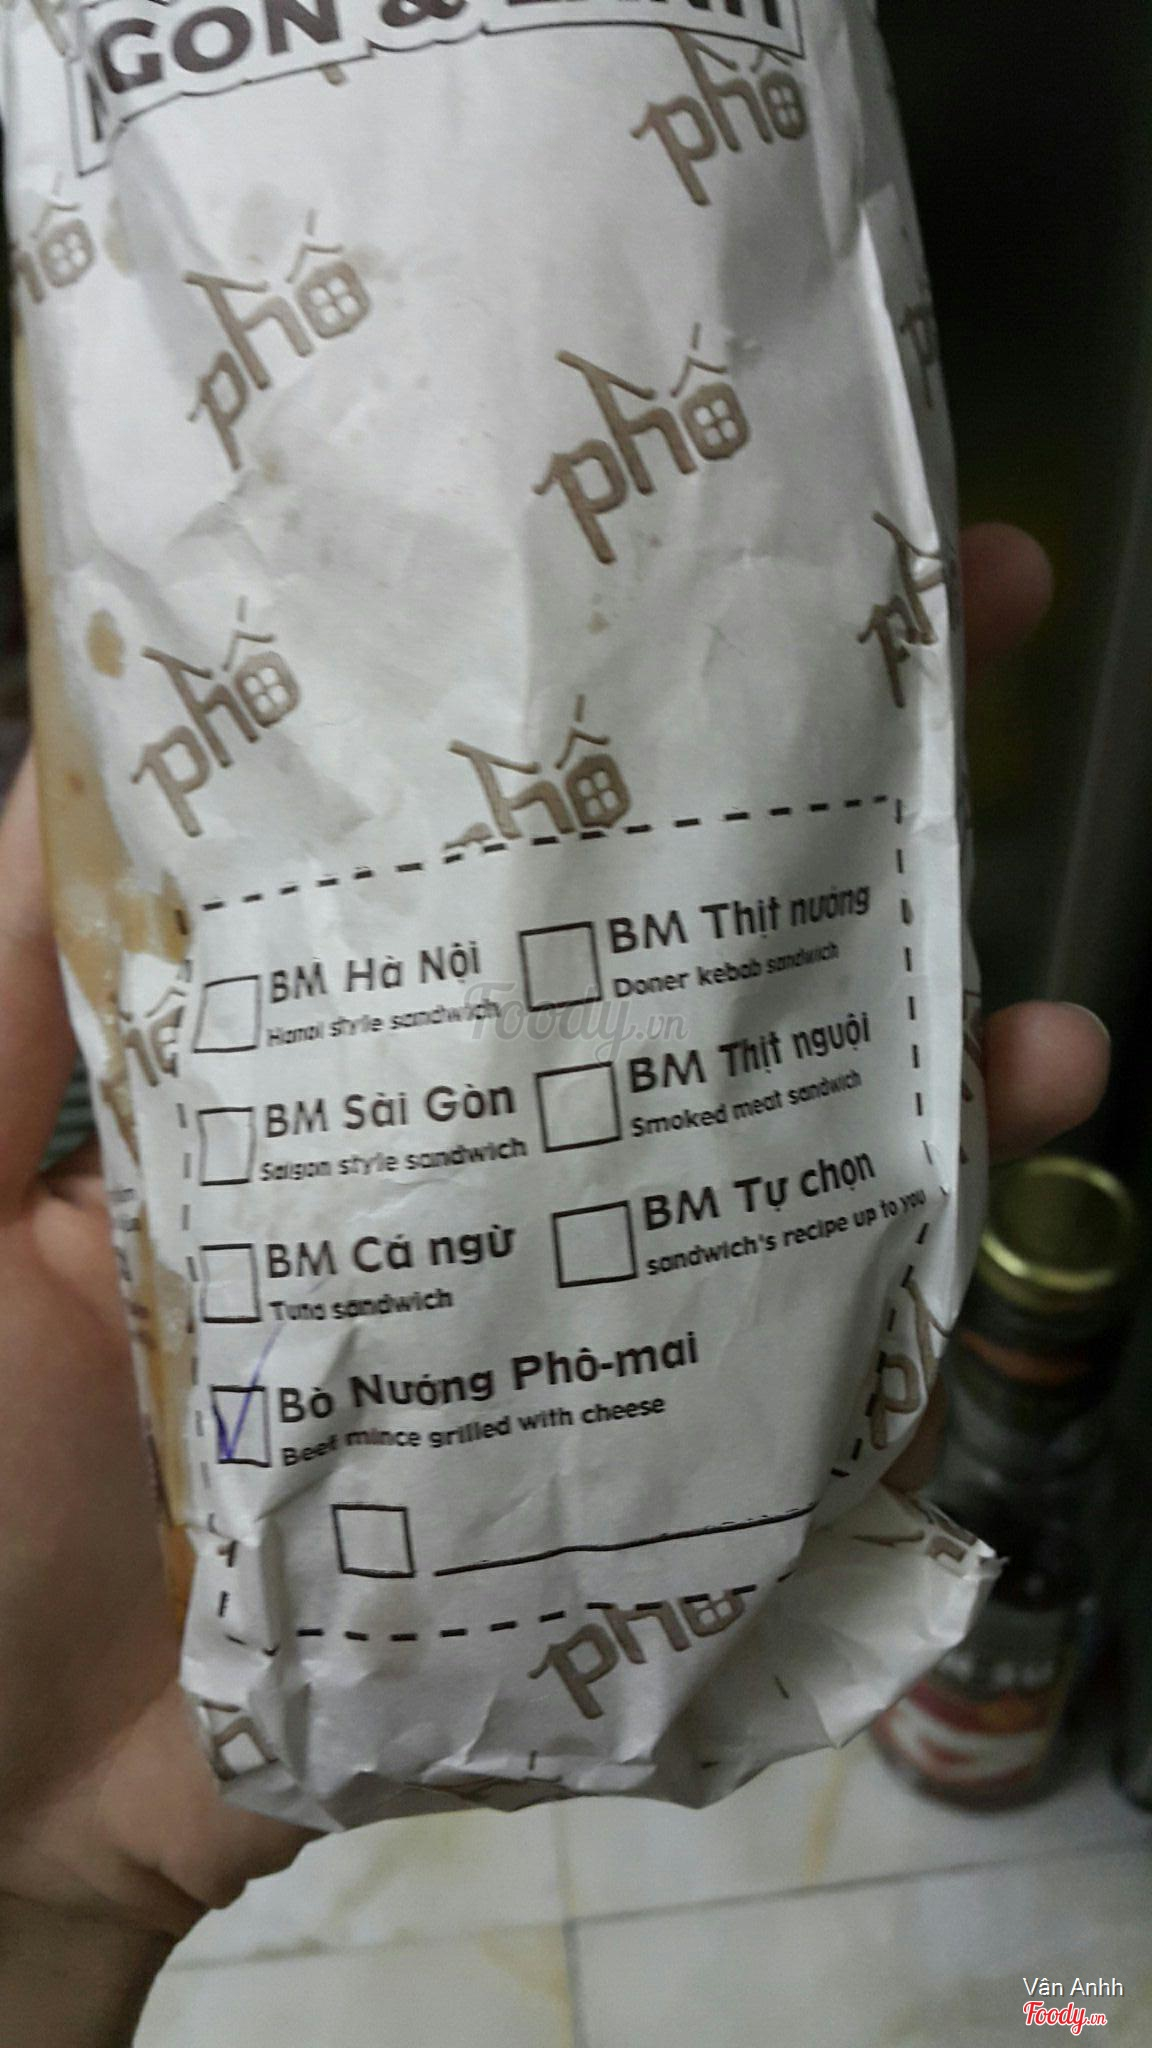 GON &
phố
phố
phố
phố
phố
BM Hà Nội
Hanoi style sandwich
BM Thịt nướng
Doner kebab sandwich
BM Sài Gòn
Saigon style sandwich
BM Thịt nguội
Smoked meat sandwich
BM Cá ngừ
Tuna sandwich
BM Tự chọn
sandwich's recipe up to you
Bò Nướng Phô-mai
Beef mince grilled with cheese
phố
Foody.vn
Vân Anhh
Foody.vn